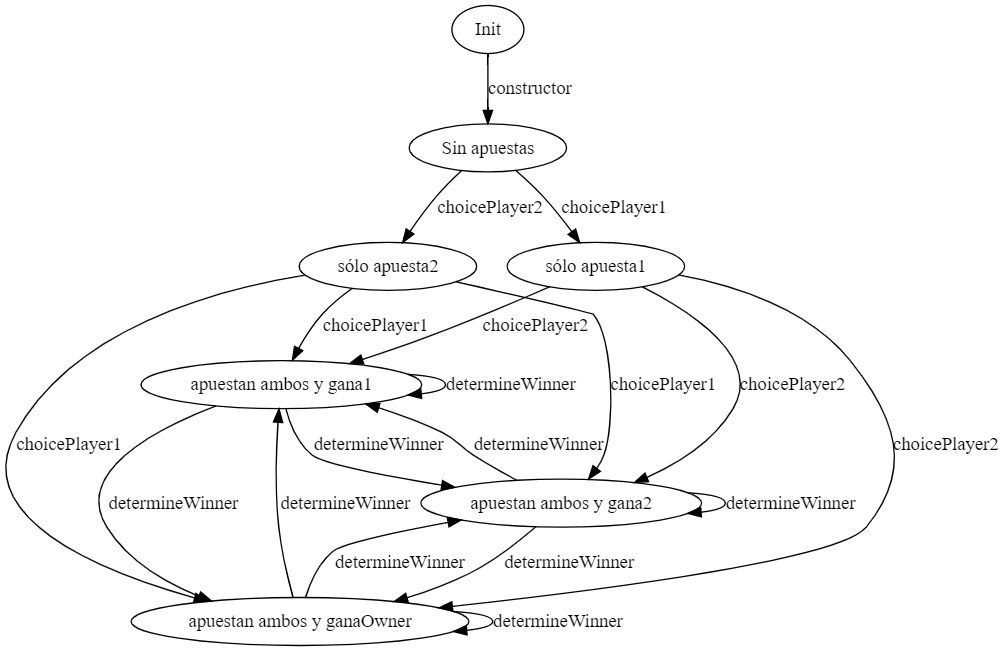 Init
constructor
Sin apuestas
choicePlayer2
choicePlayer1
sólo apuesta2
sólo apuesta1
choicePlayer1
choicePlayer2
apuestan ambos y gana1
determineWinner
choicePlayer1
choicePlayer2
choicePlayer1
determineWinner
determineWinner
choicePlayer2
determineWinner
determineWinner
apuestan ambos y gana2
determineWinner
determineWinner
determineWinner
apuestan ambos y ganaOwner
determineWinner